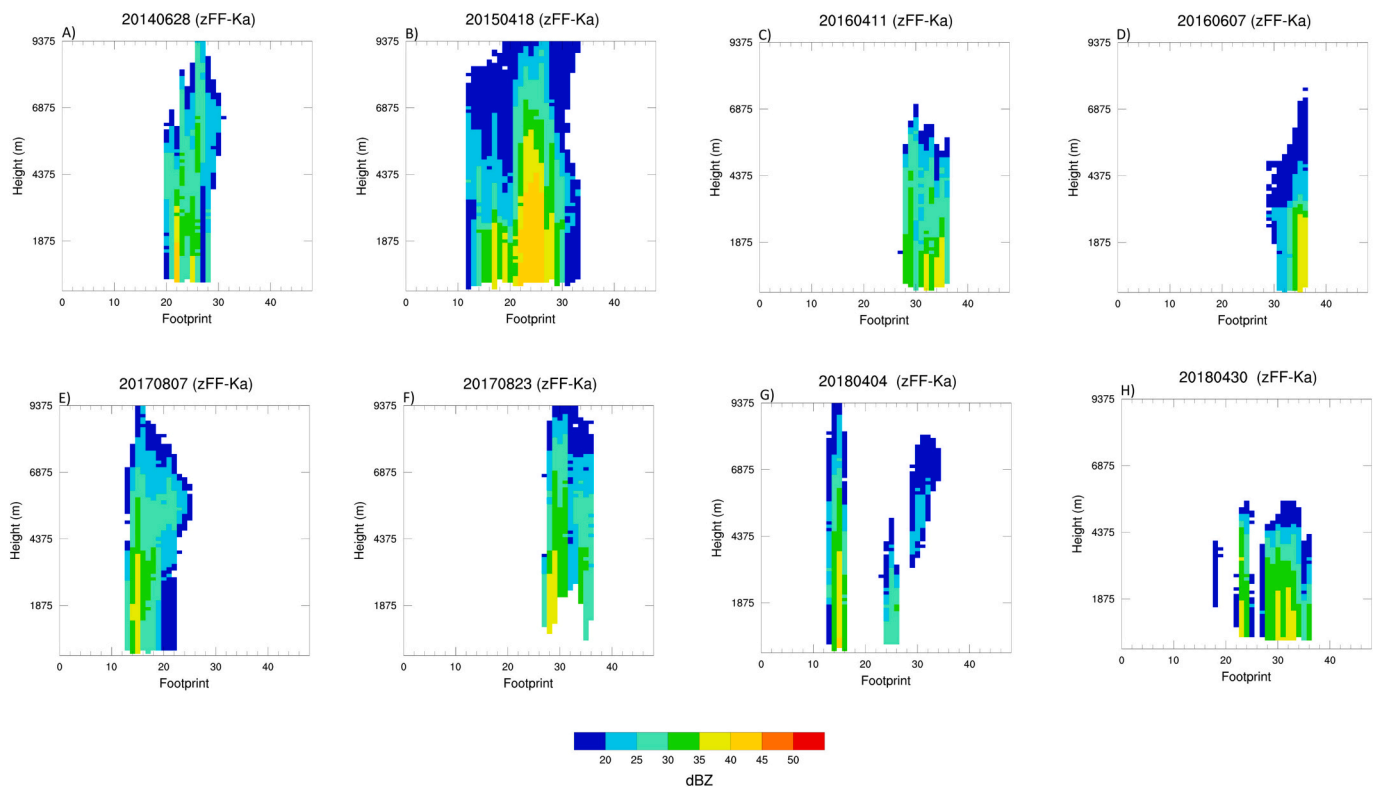 20140628 (zFF-Ka)
A)
9375
6875
4375
1875
Height (m)
0 10 20 30 40
Footprint
20150418 (zFF-Ka)
B)
9375
6875
4375
1875
Height (m)
0 10 20 30 40
Footprint
20160411 (zFF-Ka)
C)
9375
6875
4375
1875
Height (m)
0 10 20 30 40
Footprint
20160607 (zFF-Ka)
D)
9375
6875
4375
1875
Height (m)
0 10 20 30 40
Footprint
20170807 (zFF-Ka)
E)
9375
6875
4375
1875
Height (m)
0 10 20 30 40
Footprint
20170823 (zFF-Ka)
F)
9375
6875
4375
1875
Height (m)
0 10 20 30 40
Footprint
20180404 (zFF-Ka)
G)
9375
6875
4375
1875
Height (m)
0 10 20 30 40
Footprint
20180430 (zFF-Ka)
H)
9375
6875
4375
1875
Height (m)
0 10 20 30 40
Footprint
20 25 30 35 40 45 50
dBZ